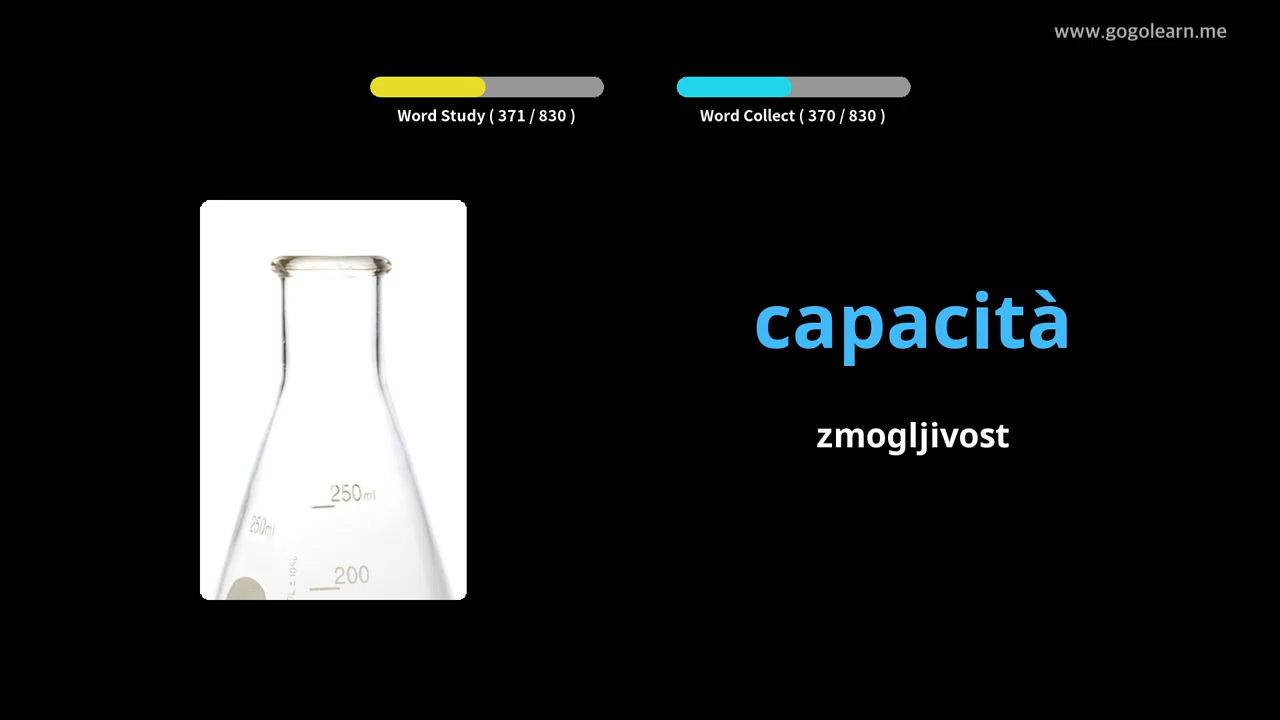 www.gogolearn.me
Word Study ( 371 / 830 )
Word Collect ( 370 / 830 )
capacità
zmogljivost
250ml
250ml
200